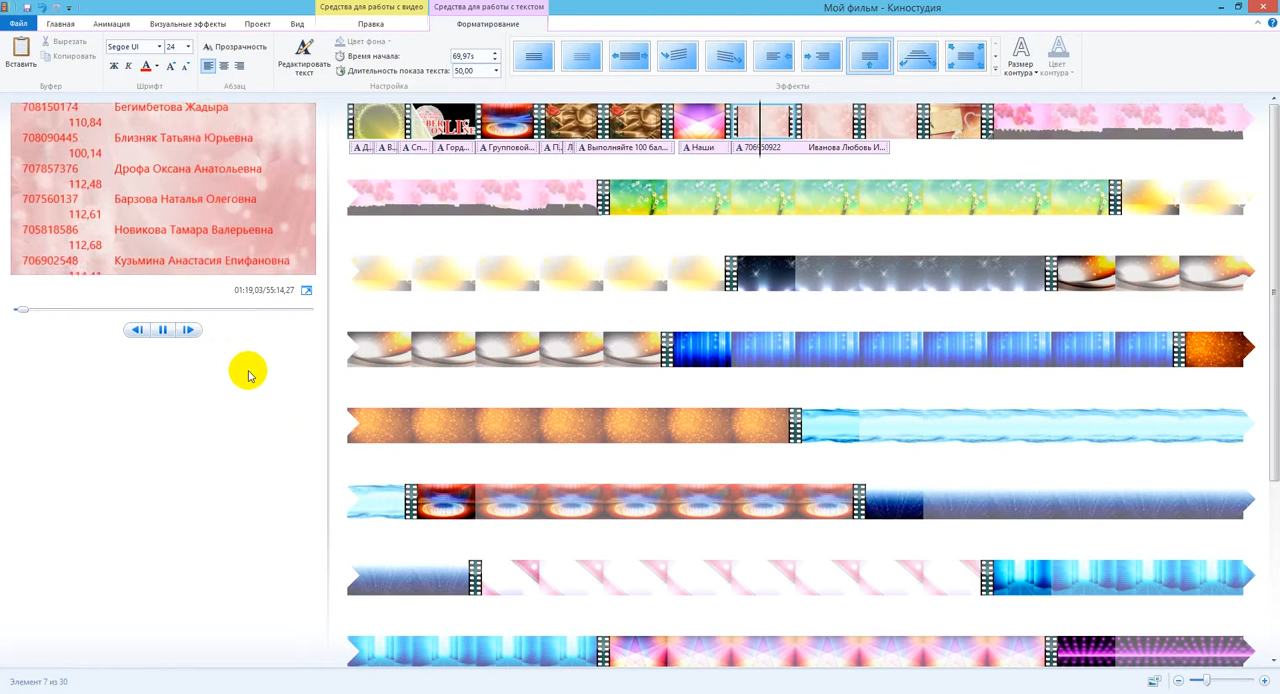 Средства для работы с видео
Средства для работы с текстом
Мой фильм - Киностудия
Файл
Главная
Анимация
Визуальные эффекты
Проект
Вид
Правка
Форматирование
Вставить
Вырезать
Копировать
Буфер
Segoe UI
24
Ж К А
Шрифт
Прозрачность
Абзац
Редактировать
текст
Цвет фона
Время начала:
69,97s
Длительность показа текста:
50,00
Настройка
Эффекты
Размер
контура
Цвет
контура
708150174 Бегимбетова Жадыра
110,84
708090445 Близняк Татьяна Юрьевна
100,14
707857376 Дрофа Оксана Анатольевна
112,48
707560137 Барзова Наталья Олеговна
112,61
705818586 Новикова Тамара Валерьевна
112,68
706902548 Кузьмина Анастасия Епифановна
01:19,03/55:14,27
A Д...
A В...
A Сп...
A Горд...
A Групповой...
A П...
Л
A Выполняйте 100 бал...
A Наши
Иванова Любовь И...
Элемент 7 из 30